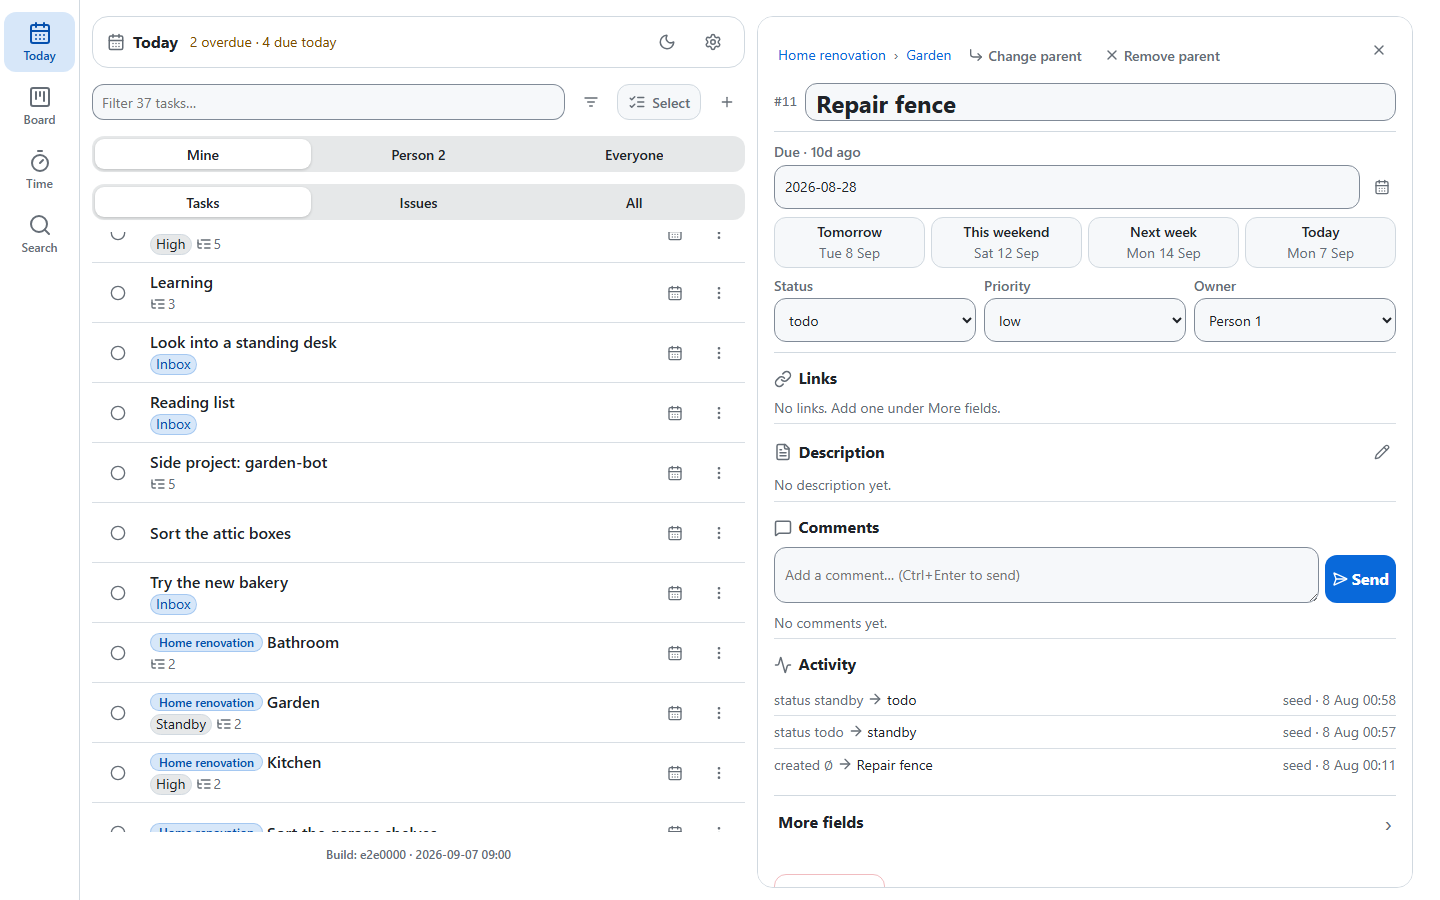 Today
Board
Time
Search
Today 2 overdue · 4 due today
Filter 37 tasks...
Select
Mine Person 2 Everyone
Tasks Issues All
High 5
Learning
3
Look into a standing desk
Inbox
Reading list
Inbox
Side project: garden-bot
5
Sort the attic boxes
Try the new bakery
Inbox
Home renovation Bathroom
2
Home renovation Garden
Standby 2
Home renovation Kitchen
High 2
Home renovation Sort the garage shelves
Build: e2e0000 · 2026-09-07 09:00
Home renovation › Garden Change parent Remove parent
#11 Repair fence
Due · 10d ago
2026-08-28
Tomorrow This weekend Next week Today
Tue 8 Sep Sat 12 Sep Mon 14 Sep Mon 7 Sep
Status Priority Owner
todo low Person 1
Links
No links. Add one under More fields.
Description
No description yet.
Comments
Add a comment... (Ctrl+Enter to send)
Send
No comments yet.
Activity
status standby → todo seed · 8 Aug 00:58
status todo → standby seed · 8 Aug 00:57
created ∅ → Repair fence seed · 8 Aug 00:11
More fields